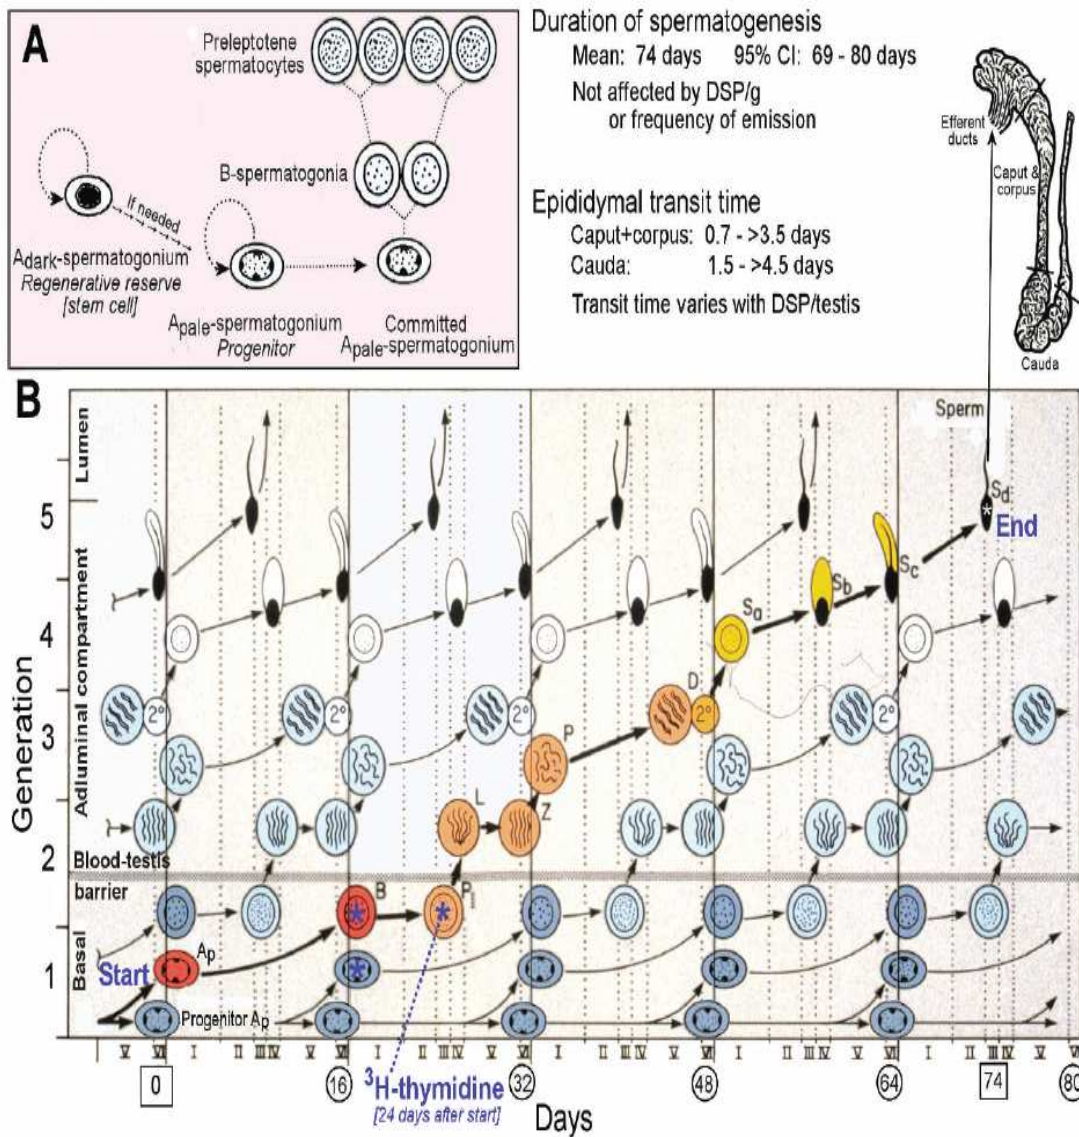 A
Preleptotene
spermatocytes
B-spermatogonia
If needed
Adark-spermatogonium
Regenerative reserve
[stem cell]
Apale-spermatogonium
Progenitor
Committed
Apale-spermatogonium
Duration of spermatogenesis
Mean: 74 days 95% CI: 69 - 80 days
Not affected by DSP/g
or frequency of emission
Epididymal transit time
Caput+corpus: 0.7 - >3.5 days
Cauda: 1.5 - >4.5 days
Transit time varies with DSP/testis
Efferent
ducts
Caput &
corpus
Cauda
B
Generation
Lumen
Adluminal compartment
Basal
5
4
3
2
1
Sperm
Sd
*
End
Sc
Sb
Sa
2° 2° 2° D 2° 2°
P
L
Z
Blood-testis
barrier
B
*
Pl
*
Ap
*
Start
Progenitor Ap
V VI I II III IV V VI I II III IV V VI I II III IV V VI I II III IV V VI I II III IV V VI
0 16 32 48 64 74 80
³H-thymidine
[24 days after start]
Days